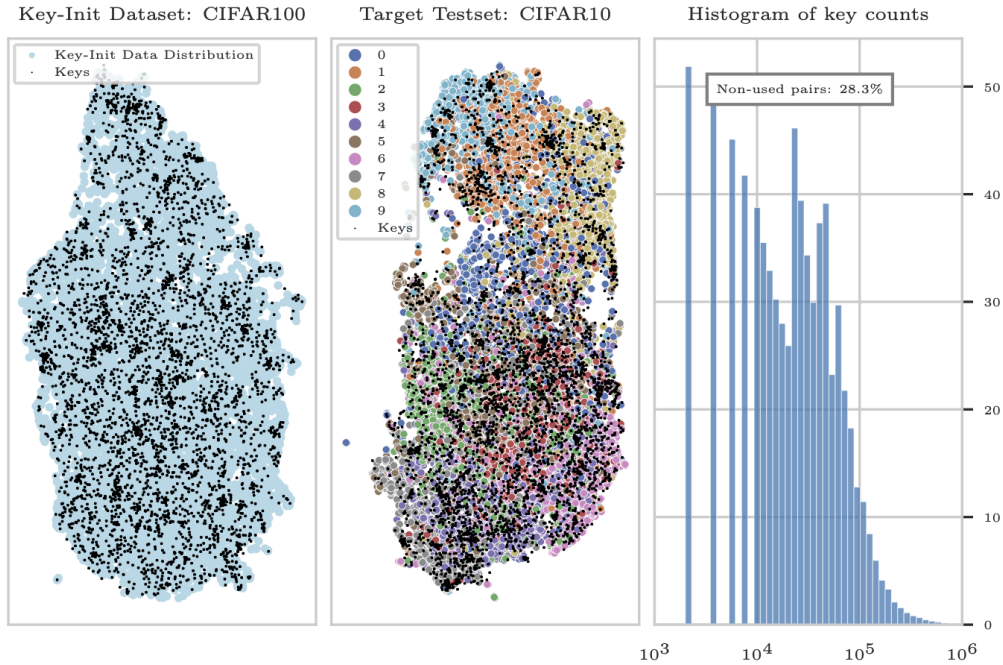 Key-Init Dataset: CIFAR100
Key-Init Data Distribution
Keys
Target Testset: CIFAR10
0
1
2
3
4
5
6
7
8
9
Keys
Histogram of key counts
Non-used pairs: 28.3%
50
40
30
20
10
0
10³
10⁴
10⁵
10⁶